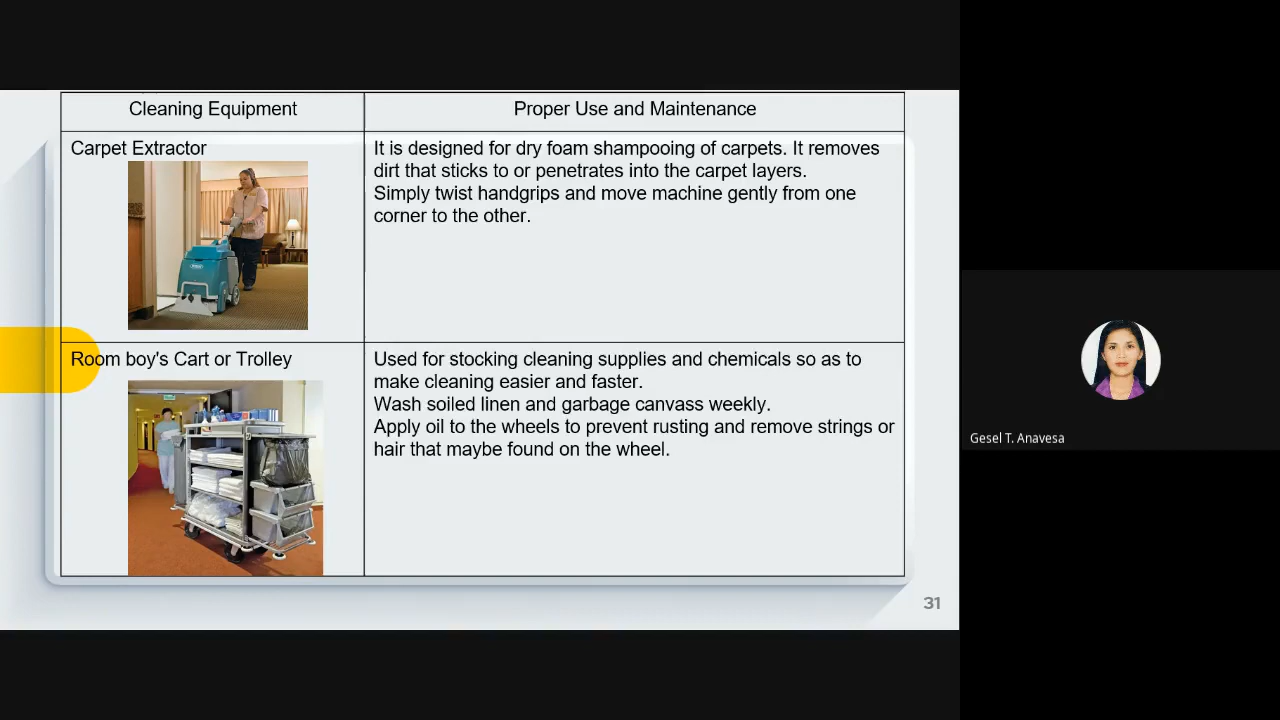 Cleaning Equipment
Proper Use and Maintenance
Carpet Extractor
It is designed for dry foam shampooing of carpets. It removes
dirt that sticks to or penetrates into the carpet layers.
Simply twist handgrips and move machine gently from one
corner to the other.
Room boy's Cart or Trolley
Used for stocking cleaning supplies and chemicals so as to
make cleaning easier and faster.
Wash soiled linen and garbage canvass weekly.
Apply oil to the wheels to prevent rusting and remove strings or
hair that maybe found on the wheel.
31
Gesel T. Anavesa